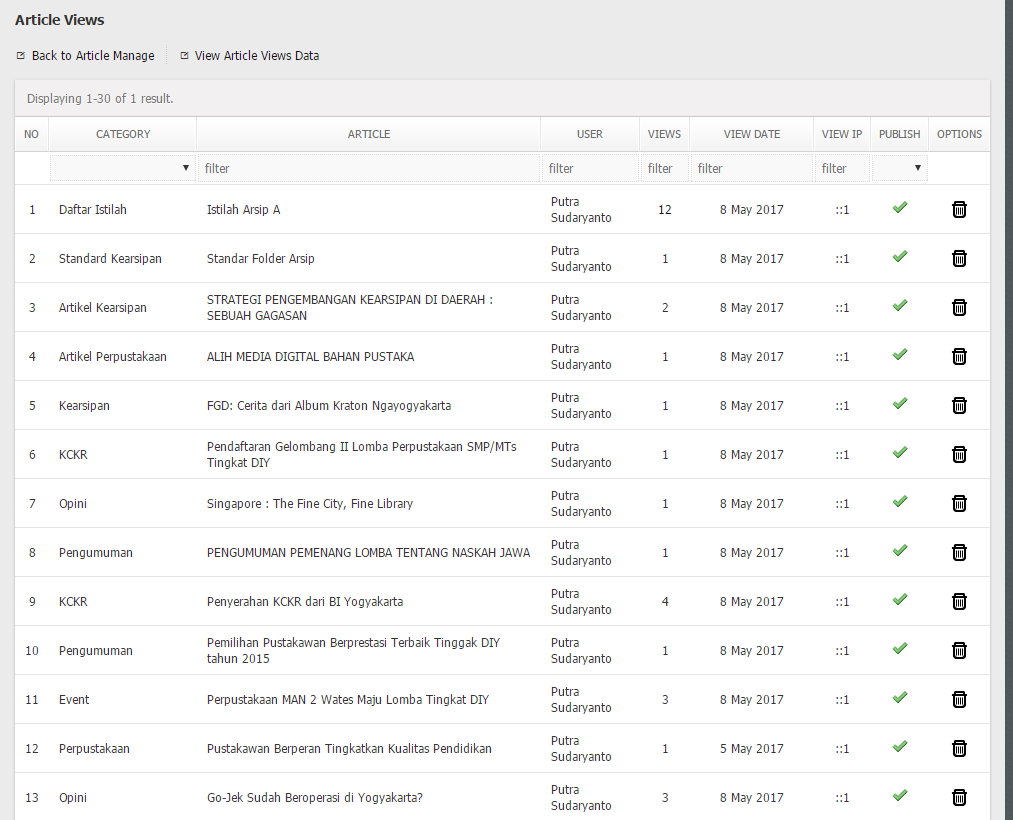 Article Views
Back to Article Manage View Article Views Data
Displaying 1-30 of 1 result.
NO CATEGORY ARTICLE USER VIEWS VIEW DATE VIEW IP PUBLISH OPTIONS
filter filter filter filter filter
1 Daftar Istilah Istilah Arsip A Putra Sudaryanto 12 8 May 2017 ::1
2 Standard Kearsipan Standar Folder Arsip Putra Sudaryanto 1 8 May 2017 ::1
3 Artikel Kearsipan STRATEGI PENGEMBANGAN KEARSIPAN DI DAERAH : SEBUAH GAGASAN Putra Sudaryanto 2 8 May 2017 ::1
4 Artikel Perpustakaan ALIH MEDIA DIGITAL BAHAN PUSTAKA Putra Sudaryanto 1 8 May 2017 ::1
5 Kearsipan FGD: Cerita dari Album Kraton Ngayogyakarta Putra Sudaryanto 1 8 May 2017 ::1
6 KCKR Pendaftaran Gelombang II Lomba Perpustakaan SMP/MTs Tingkat DIY Putra Sudaryanto 1 8 May 2017 ::1
7 Opini Singapore : The Fine City, Fine Library Putra Sudaryanto 1 8 May 2017 ::1
8 Pengumuman PENGUMUMAN PEMENANG LOMBA TENTANG NASKAH JAWA Putra Sudaryanto 1 8 May 2017 ::1
9 KCKR Penyerahan KCKR dari BI Yogyakarta Putra Sudaryanto 4 8 May 2017 ::1
10 Pengumuman Pemilihan Pustakawan Berprestasi Terbaik Tinggak DIY tahun 2015 Putra Sudaryanto 1 8 May 2017 ::1
11 Event Perpustakaan MAN 2 Wates Maju Lomba Tingkat DIY Putra Sudaryanto 3 8 May 2017 ::1
12 Perpustakaan Pustakawan Berperan Tingkatkan Kualitas Pendidikan Putra Sudaryanto 1 5 May 2017 ::1
13 Opini Go-Jek Sudah Beroperasi di Yogyakarta? Putra Sudaryanto 3 8 May 2017 ::1